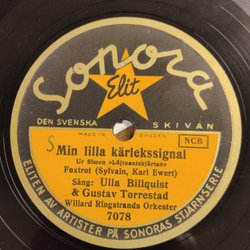 Sonora
Elit
DEN SVENSKA SKIVAN
MADE IN SWEDEN
NCB
S Min lilla kärlekssignal
Ur filmen »Löjtnantshjärtan»
Foxtrot (Sylvain, Karl Ewert)
Sång: Ulla Billquist
& Gustav Torrestad
Willard Ringstrands Orkester
7078
ELITEN AV ARTISTER PÅ SONORAS STJÄRNSERIE